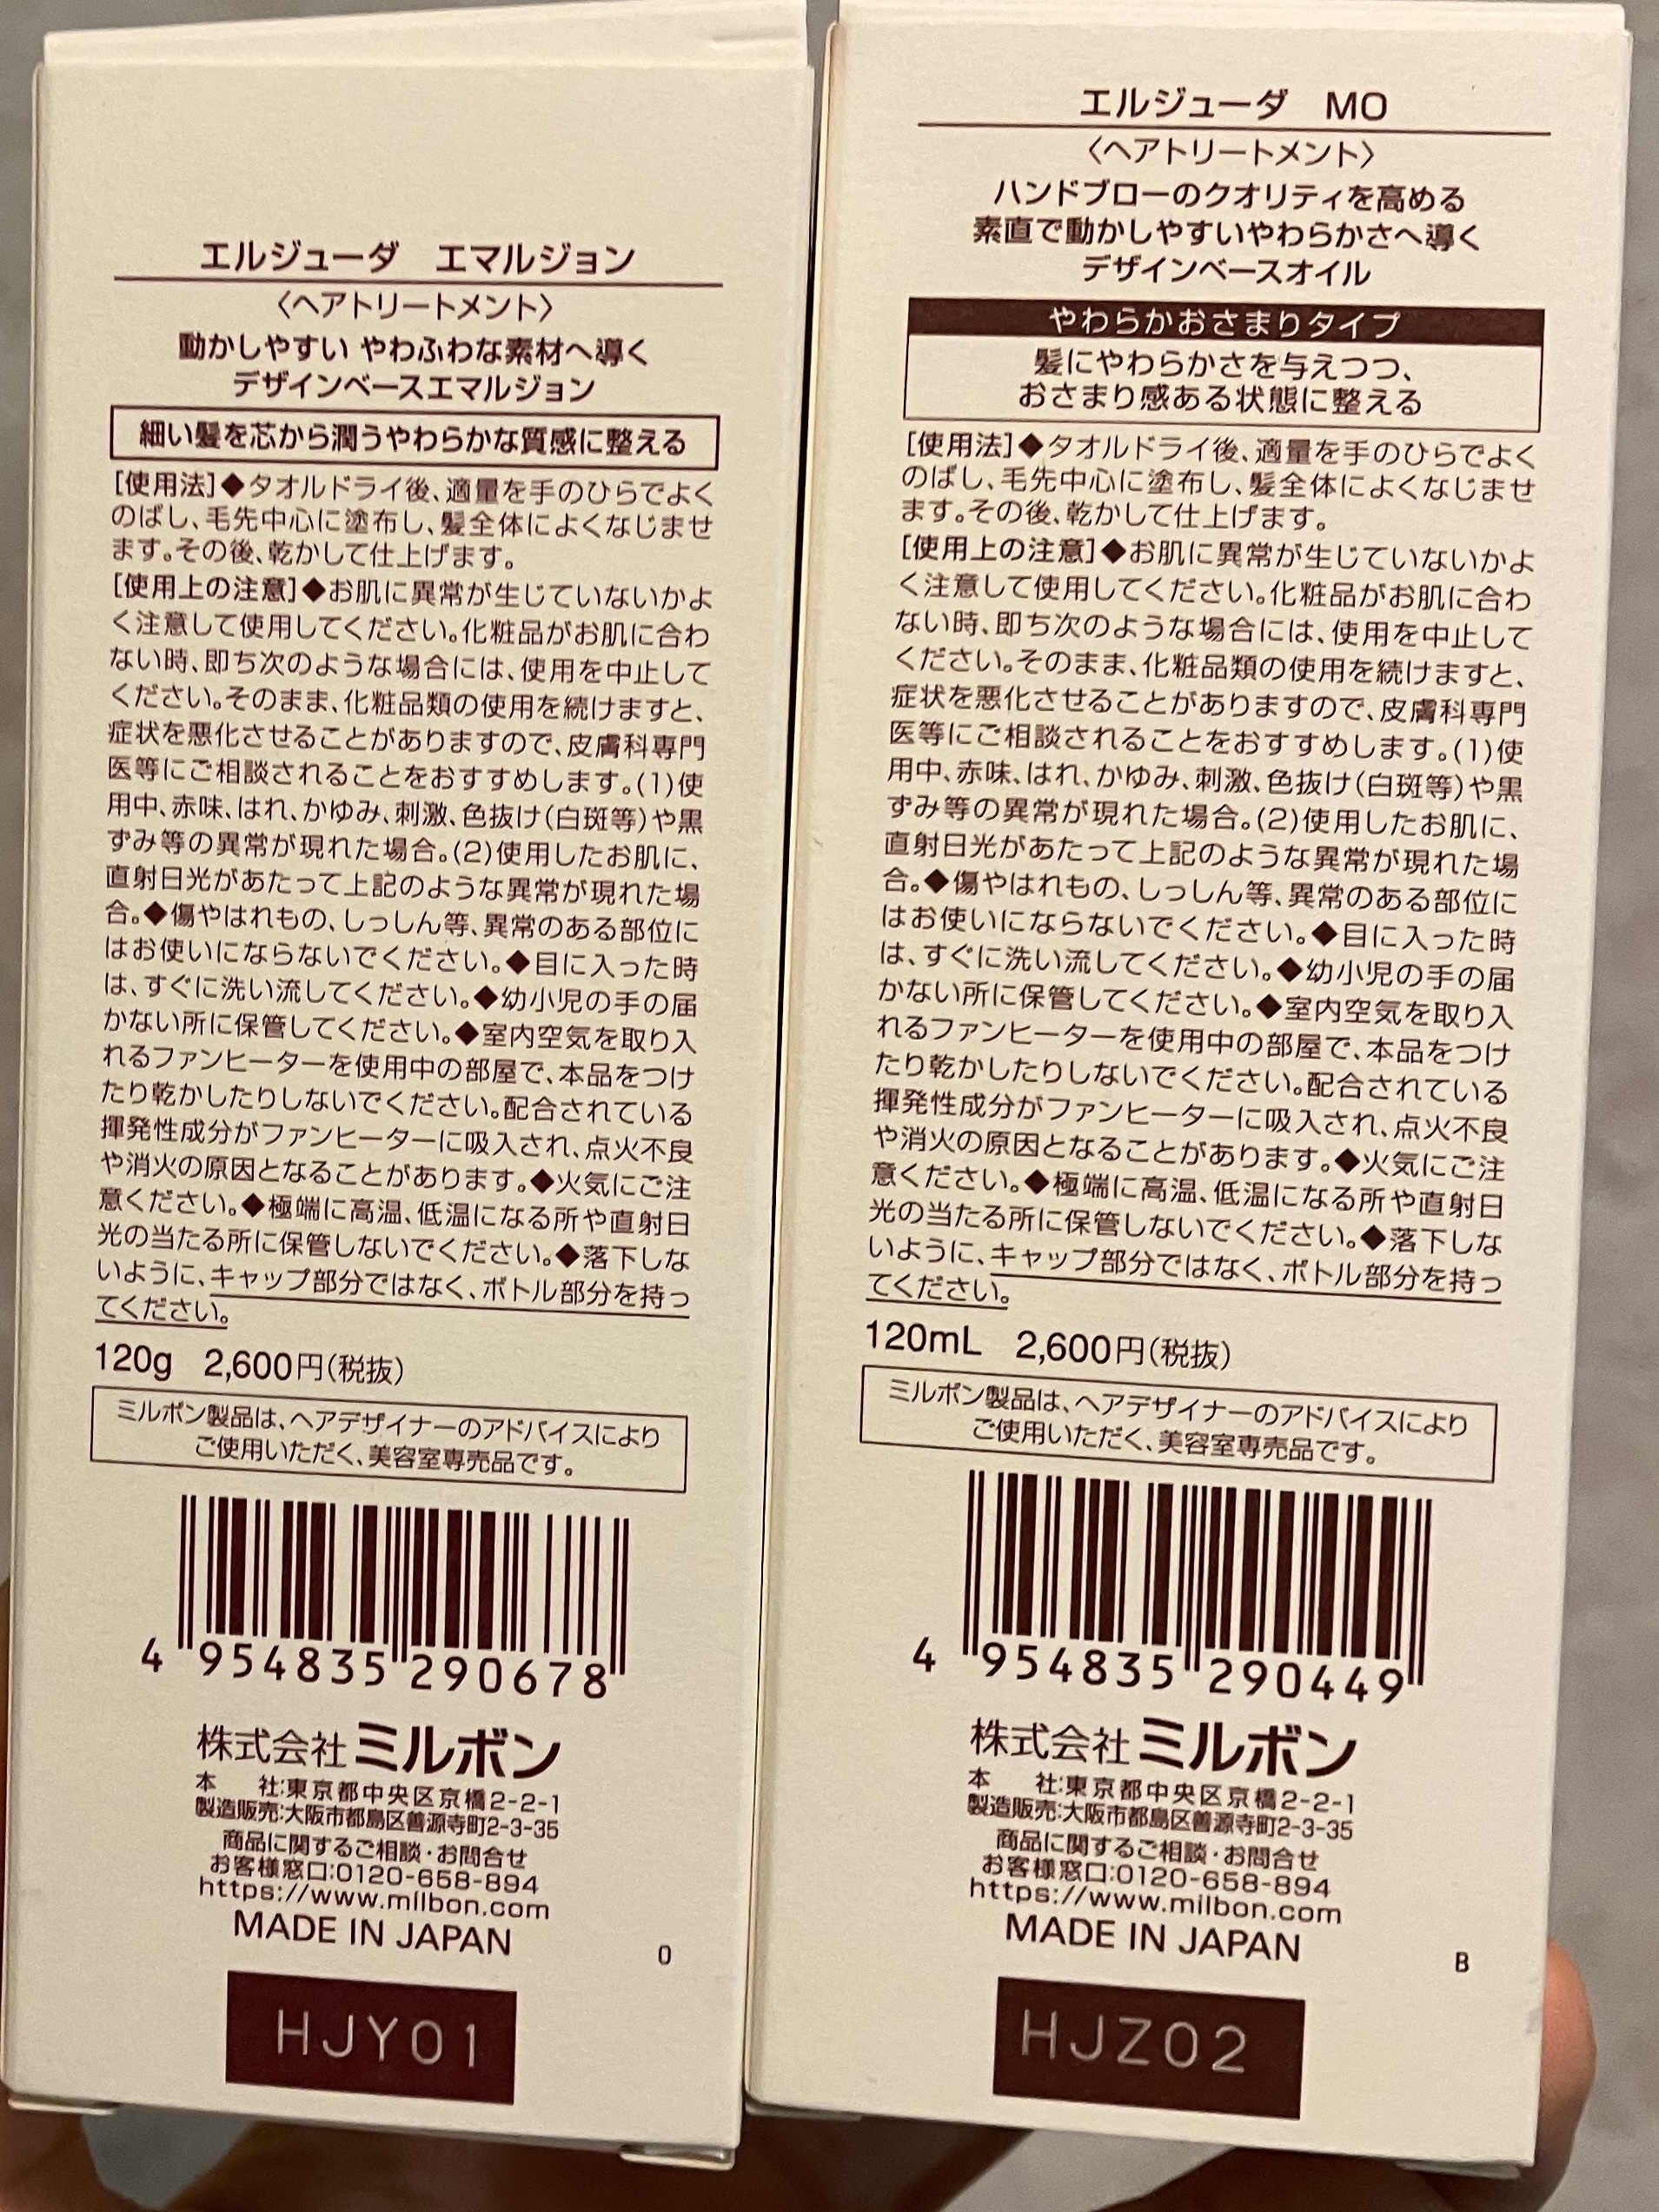 エルジューダ　エマルジョン
〈ヘアトリートメント〉
動かしやすい やわふわな素材へ導く
デザインベースエマルジョン
細い髪を芯から潤うやわらかな質感に整える
[使用法]◆タオルドライ後、適量を手のひらでよく
のばし、毛先中心に塗布し、髪全体によくなじませ
ます。その後、乾かして仕上げます。
[使用上の注意]◆お肌に異常が生じていないかよ
く注意して使用してください。化粧品がお肌に合わ
ない時、即ち次のような場合には、使用を中止して
ください。そのまま、化粧品類の使用を続けますと、
症状を悪化させることがありますので、皮膚科専門
医等にご相談されることをおすすめします。(1)使
用中、赤味、はれ、かゆみ、刺激、色抜け(白斑等)や黒
ずみ等の異常が現れた場合。(2)使用したお肌に、
直射日光があたって上記のような異常が現れた場
合。◆傷やはれもの、しっしん等、異常のある部位に
はお使いにならないでください。◆目に入った時
は、すぐに洗い流してください。◆幼小児の手の届
かない所に保管してください。◆室内空気を取り入
れるファンヒーターを使用中の部屋で、本品をつけ
たり乾かしたりしないでください。配合されている
揮発性成分がファンヒーターに吸入され、点火不良
や消火の原因となることがあります。◆火気にご注
意ください。◆極端に高温、低温になる所や直射日
光の当たる所に保管しないでください。◆落下しな
いように、キャップ部分ではなく、ボトル部分を持っ
てください。
120g　2,600円(税抜)
ミルボン製品は、ヘアデザイナーのアドバイスにより
ご使用いただく、美容室専売品です。
4 954835 290678
株式会社 ミルボン
本　　社:東京都中央区京橋2-2-1
製造販売:大阪市都島区善源寺町2-3-35
商品に関するご相談・お問合せ
お客様窓口:0120-658-894
https://www.milbon.com
MADE IN JAPAN
0
HJY01
エルジューダ　MO
〈ヘアトリートメント〉
ハンドブローのクオリティを高める
素直で動かしやすいやわらかさへ導く
デザインベースオイル
やわらかおさまりタイプ
髪にやわらかさを与えつつ、
おさまり感ある状態に整える
[使用法]◆タオルドライ後、適量を手のひらでよく
のばし、毛先中心に塗布し、髪全体によくなじませ
ます。その後、乾かして仕上げます。
[使用上の注意]◆お肌に異常が生じていないかよ
く注意して使用してください。化粧品がお肌に合わ
ない時、即ち次のような場合には、使用を中止して
ください。そのまま、化粧品類の使用を続けますと、
症状を悪化させることがありますので、皮膚科専門
医等にご相談されることをおすすめします。(1)使
用中、赤味、はれ、かゆみ、刺激、色抜け(白斑等)や黒
ずみ等の異常が現れた場合。(2)使用したお肌に、
直射日光があたって上記のような異常が現れた場
合。◆傷やはれもの、しっしん等、異常のある部位に
はお使いにならないでください。◆目に入った時
は、すぐに洗い流してください。◆幼小児の手の届
かない所に保管してください。◆室内空気を取り入
れるファンヒーターを使用中の部屋で、本品をつけ
たり乾かしたりしないでください。配合されている
揮発性成分がファンヒーターに吸入され、点火不良
や消火の原因となることがあります。◆火気にご注
意ください。◆極端に高温、低温になる所や直射日
光の当たる所に保管しないでください。◆落下しな
いように、キャップ部分ではなく、ボトル部分を持っ
てください。
120mL　2,600円(税抜)
ミルボン製品は、ヘアデザイナーのアドバイスにより
ご使用いただく、美容室専売品です。
4 954835 290449
株式会社 ミルボン
本　　社:東京都中央区京橋2-2-1
製造販売:大阪市都島区善源寺町2-3-35
商品に関するご相談・お問合せ
お客様窓口:0120-658-894
https://www.milbon.com
MADE IN JAPAN
B
HJZ02